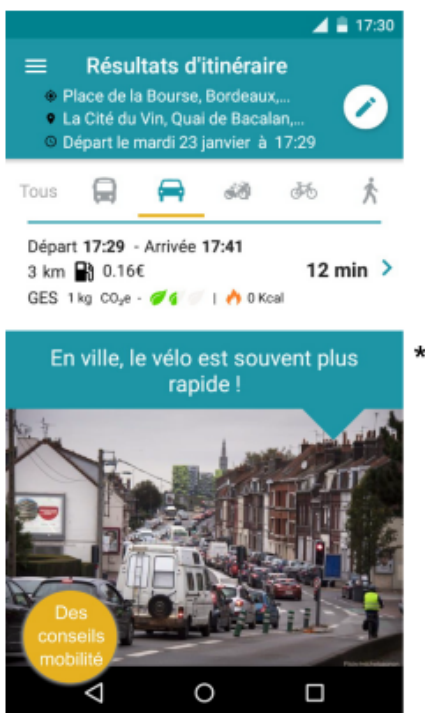 17:30
Résultats d'itinéraire
Place de la Bourse, Bordeaux,...
La Cité du Vin, Quai de Bacalan,...
Départ le mardi 23 janvier à 17:29
Tous
Départ 17:29 - Arrivée 17:41
3 km 0.16€ 12 min >
GES 1 kg CO₂e - | 0 Kcal
En ville, le vélo est souvent plus *
rapide !
Des
conseils
mobilité